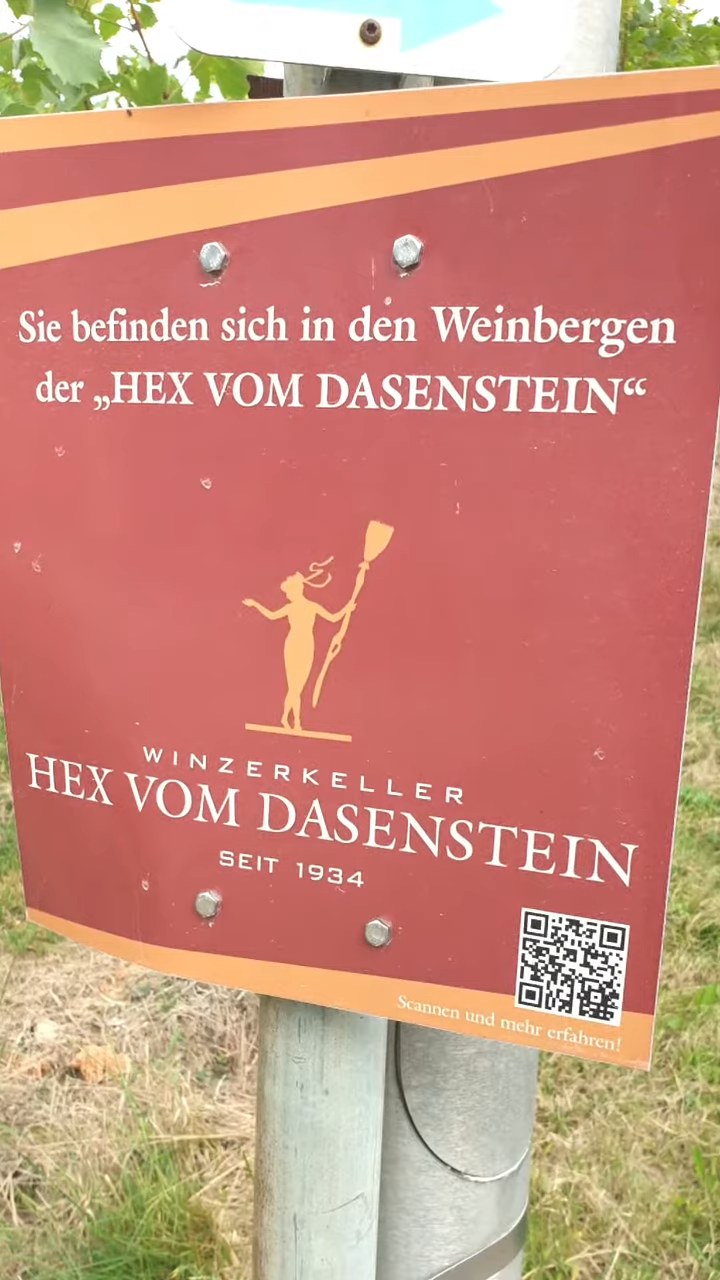 Sie befinden sich in den Weinbergen
der „HEX VOM DASENSTEIN“
WINZERKELLER
HEX VOM DASENSTEIN
SEIT 1934
Scannen und mehr erfahren!